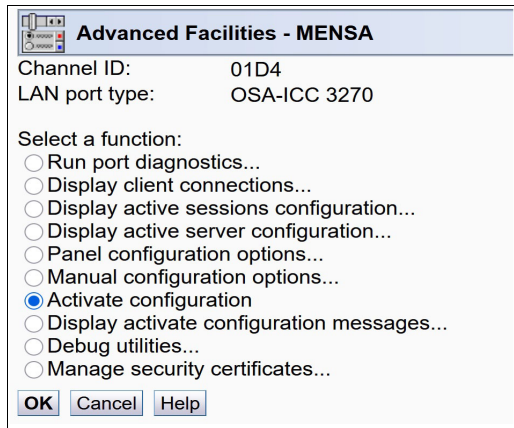 Advanced Facilities - MENSA
Channel ID: 01D4
LAN port type: OSA-ICC 3270
Select a function:
Run port diagnostics...
Display client connections...
Display active sessions configuration...
Display active server configuration...
Panel configuration options...
Manual configuration options...
Activate configuration
Display activate configuration messages...
Debug utilities...
Manage security certificates...
OK Cancel Help